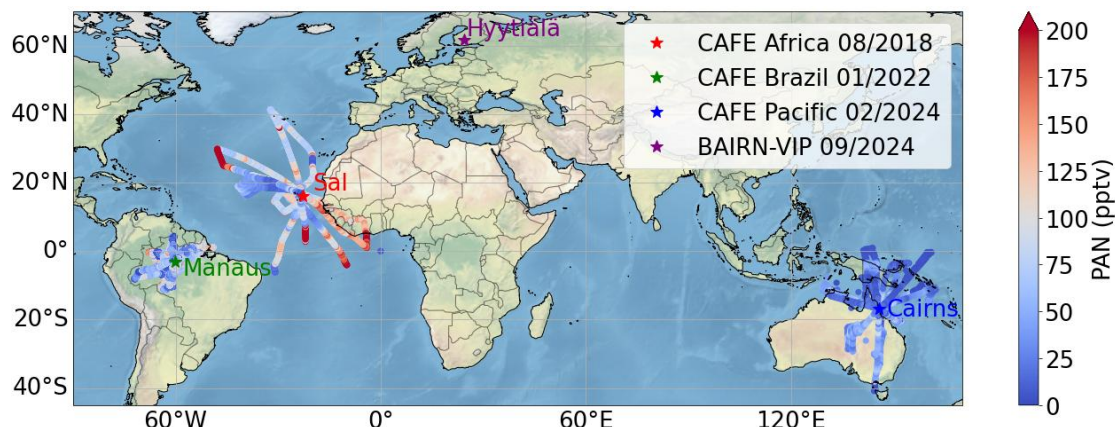 60°N
40°N
20°N
0°
20°S
40°S
60°W
0°
60°E
120°E
Hyytiälä
Sal
Manaus
Cairns
CAFE Africa 08/2018
CAFE Brazil 01/2022
CAFE Pacific 02/2024
BAIRN-VIP 09/2024
200
175
150
125
100
75
50
25
0
PAN (pptv)